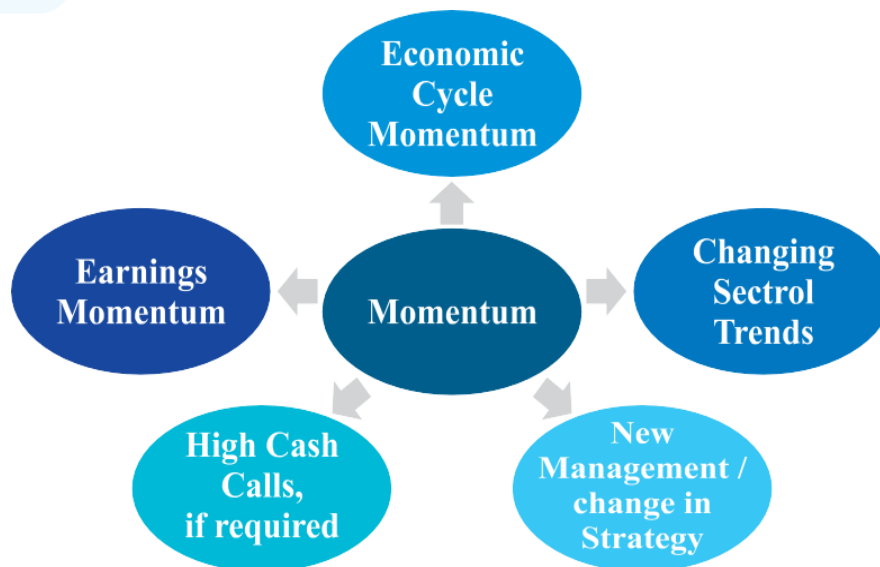 Economic
Cycle
Momentum
Earnings
Momentum
Momentum
Changing
Sectrol
Trends
High Cash
Calls,
if required
New
Management /
change in
Strategy